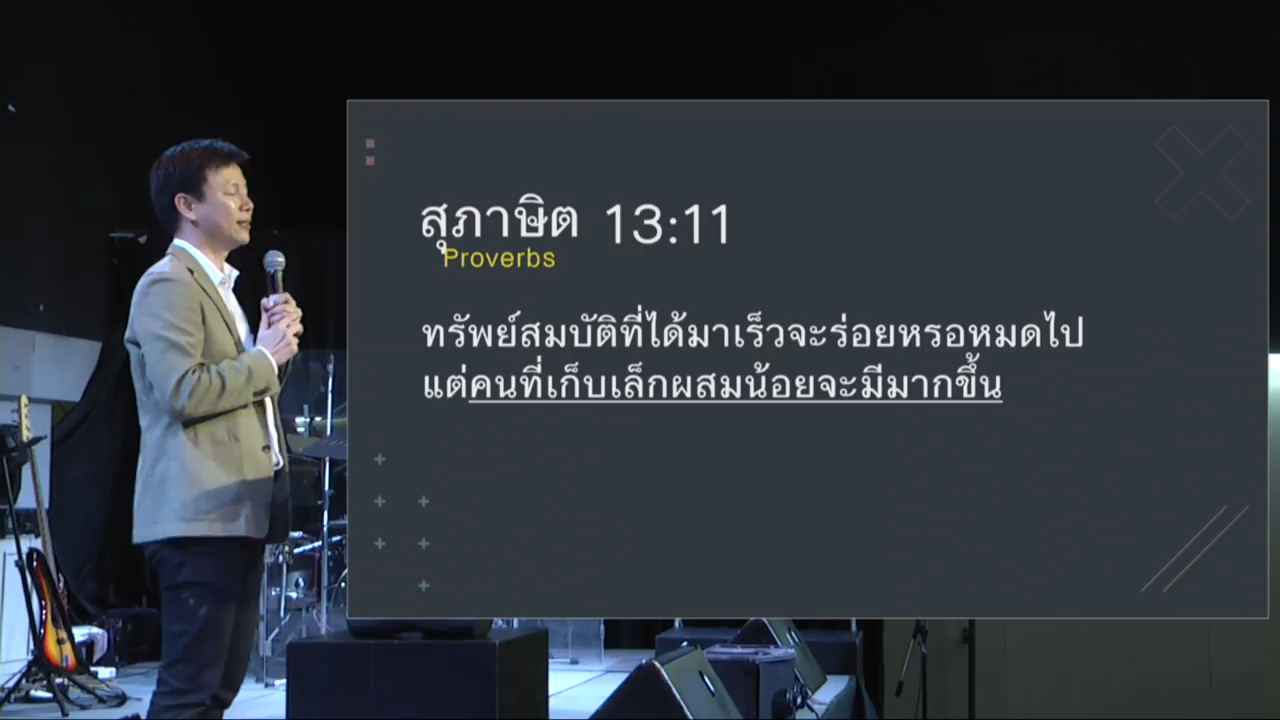 สุภาษิต 13:11
Proverbs
ทรัพย์สมบัติที่ได้มาเร็วจะร่อยหรอหมดไป
แต่คนที่เก็บเล็กผสมน้อยจะมีมากขึ้น